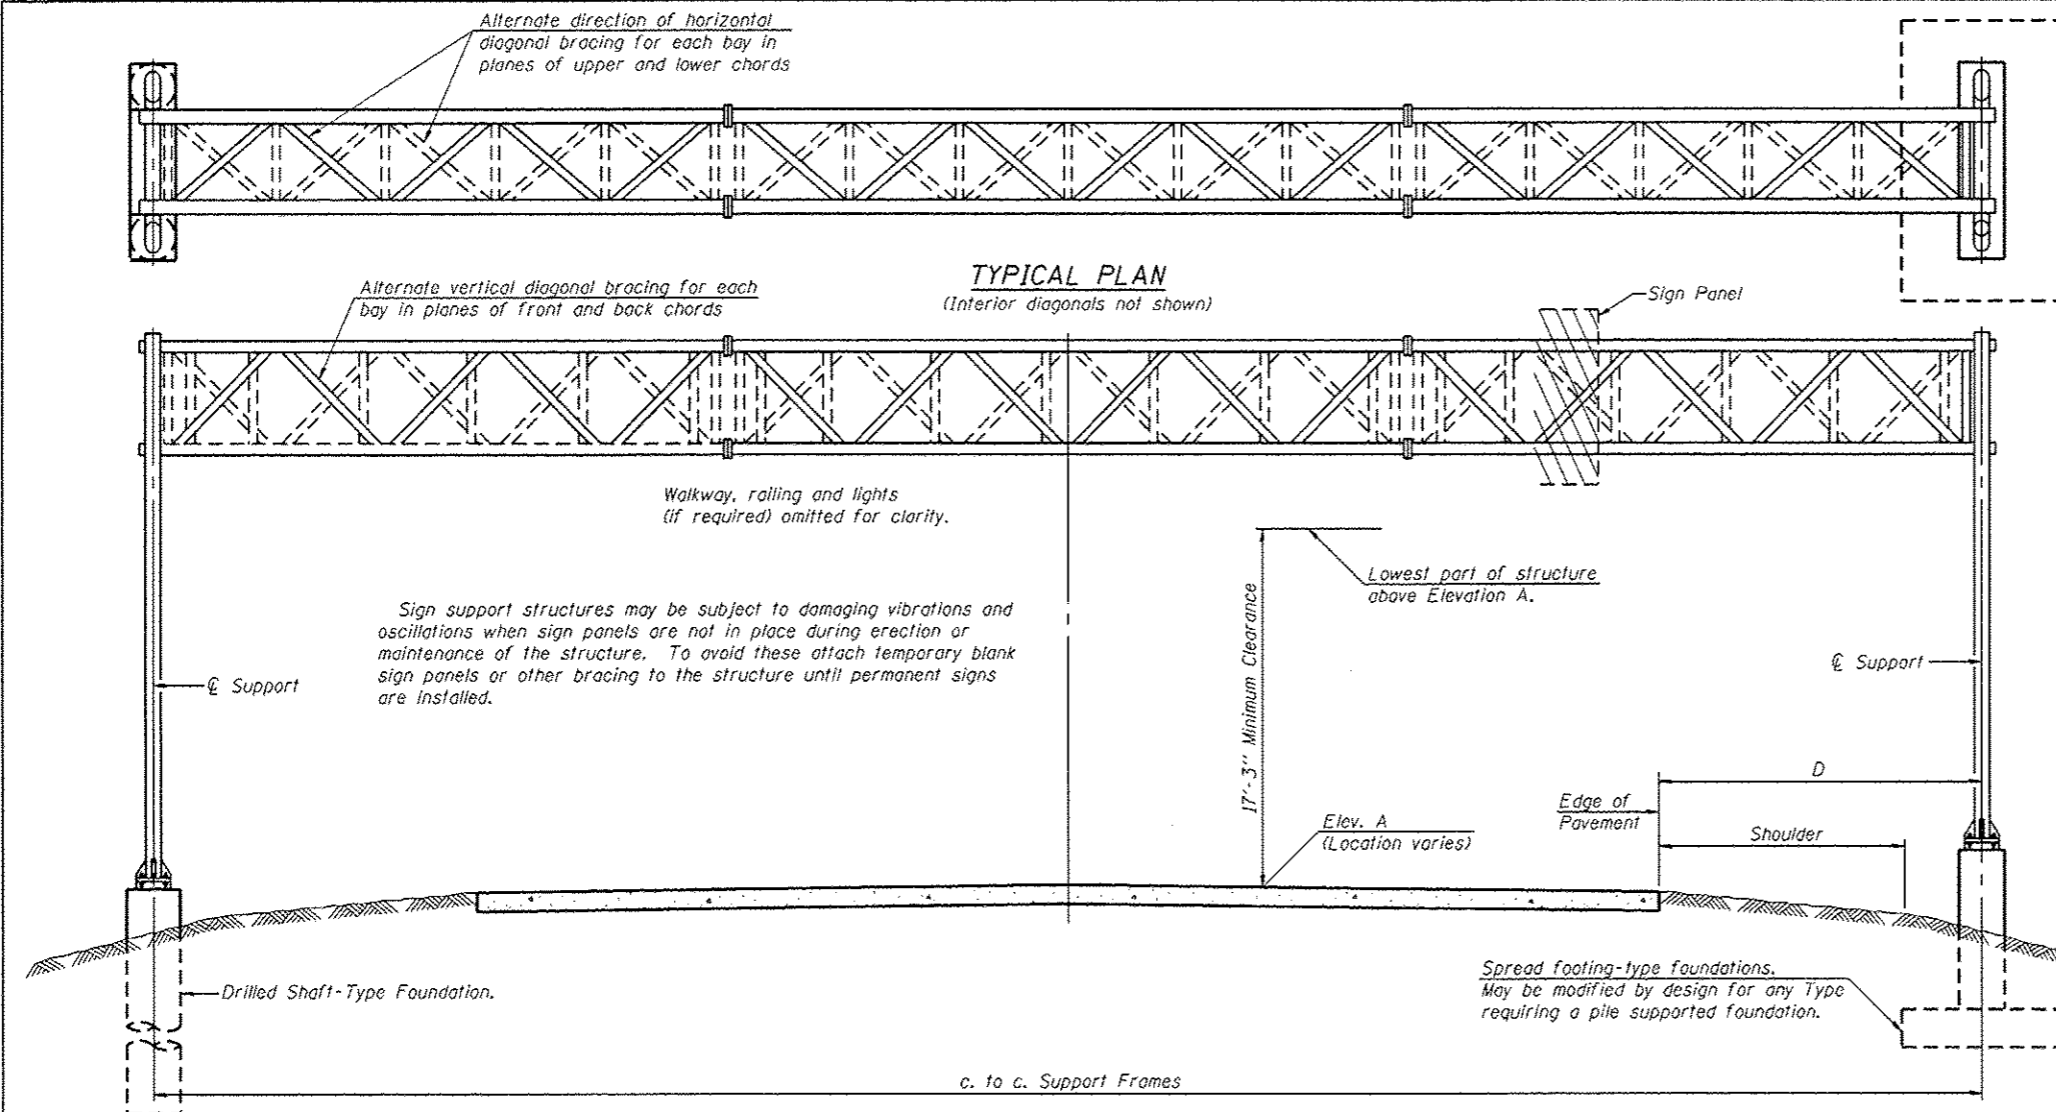 Alternate direction of horizontal
diagonal bracing for each bay in
planes of upper and lower chords
TYPICAL PLAN
(Interior diagonals not shown)
Alternate vertical diagonal bracing for each
bay in planes of front and back chords
Sign Panel
Walkway, railing and lights
(if required) omitted for clarity.
Lowest part of structure
above Elevation A.
Sign support structures may be subject to damaging vibrations and
oscillations when sign panels are not in place during erection or
maintenance of the structure. To avoid these attach temporary blank
sign panels or other bracing to the structure until permanent signs
are installed.
℄ Support
17'-3" Minimum Clearance
℄ Support
D
Edge of
Pavement
Shoulder
Elev. A
(Location varies)
Drilled Shaft-Type Foundation.
Spread footing-type foundations.
May be modified by design for any Type
requiring a pile supported foundation.
c. to c. Support Frames